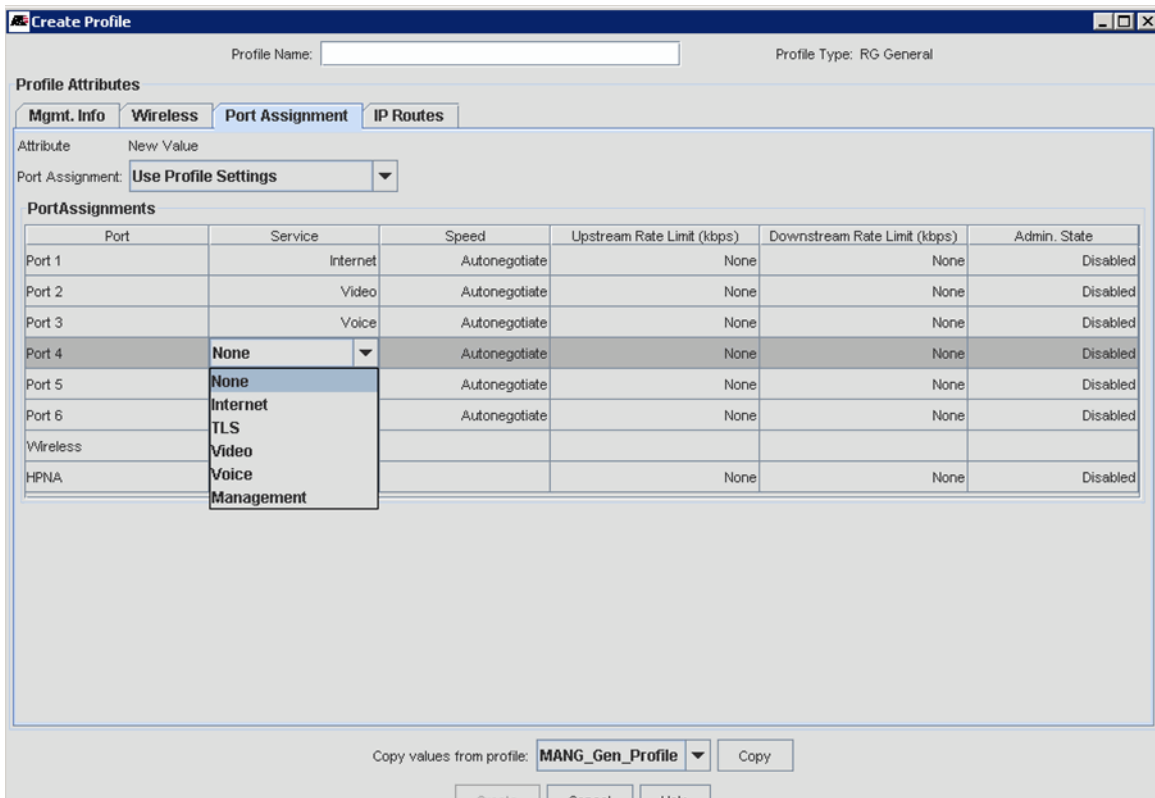 Create Profile
Profile Name: Profile Type: RG General
Profile Attributes
Mgmt. Info Wireless Port Assignment IP Routes
Attribute New Value
Port Assignment: Use Profile Settings
PortAssignments
Port Service Speed Upstream Rate Limit (kbps) Downstream Rate Limit (kbps) Admin. State
Port 1 Internet Autonegotiate None None Disabled
Port 2 Video Autonegotiate None None Disabled
Port 3 Voice Autonegotiate None None Disabled
Port 4 None Autonegotiate None None Disabled
Port 5 None Autonegotiate None None Disabled
Internet
Port 6 Autonegotiate None None Disabled
TLS
Wireless Video
HPNA Voice None None Disabled
Management
Copy values from profile: MANG_Gen_Profile Copy